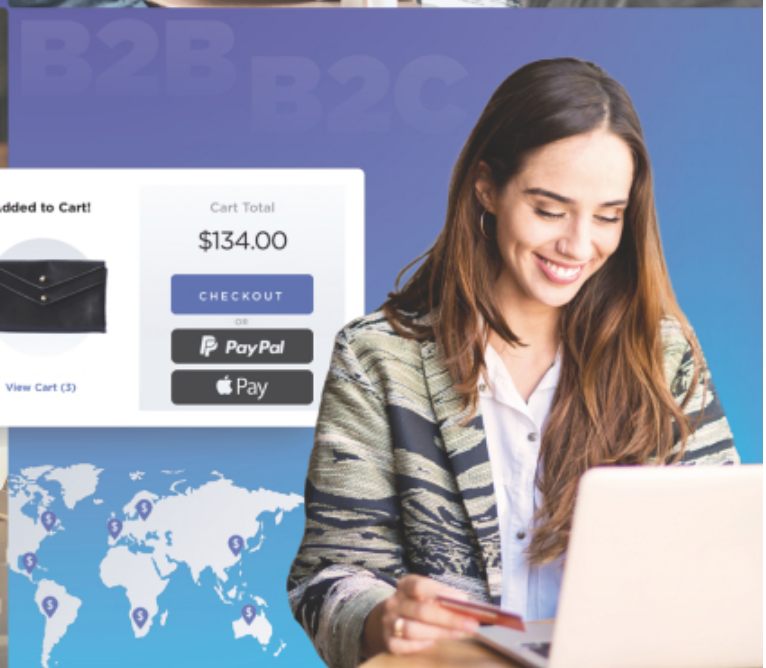 B2B
B2C
Added to Cart!
Cart Total
$134.00
CHECKOUT
OR
PayPal
Pay
View Cart (3)
$
$
$
$
$
$
$
$